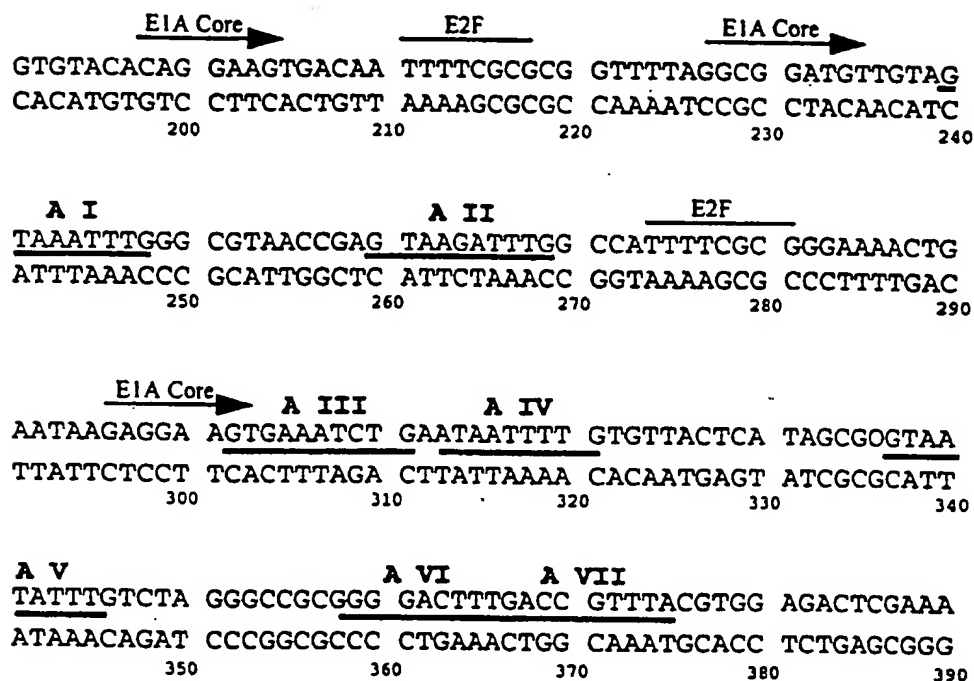 E1A Core E2F E1A Core
GTGTACACAG GAAGTGACAA TTTTCGCGCG GTTTTAGGCG GATGTTGTAG
CACATGTGTCC CTTCACTGTT AAAAGCGCGC CAAAATCCGC CTACAACATC
200 210 220 230 240
A I A II E2F
TAAATTTGGG CGTAACCGAG TAAGATTTGG CCATTTTCGC GGGAAAACTG
ATTTAAACCC GCATTGGCTC ATTCTAAACC GGTAAAAGCG CCCTTTTGAC
250 260 270 280 290
E1A Core A III A IV
AATAAGAGGA AGTGAAATCT GAATAATTTT GTGTTACTCA TAGCGOGTAA
TTATTCTCCTT TCACTTTAGA CTTATTAAAA CACAATGAGT ATCGCGCATT
300 310 320 330 340
A V A VI A VII
TATTTGTCTA GGGCCGCGGG GACTTTGACC GTTTACGTGG AGACTCGAAA
ATAAACAGAT CCCGGCGCCC CTGAAACTGG CAAATGCACC TCTGAGCGGG
350 360 370 380 390